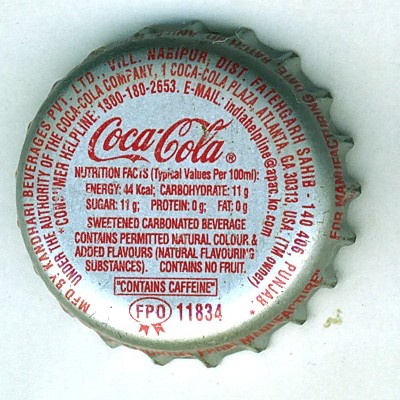 MFD BY KANDHARI BEVERAGES PVT. LTD., VILL. NABIPUR, DIST. FATEHGARH SAHIB - 140 406, PUNJAB.
UNDER THE AUTHORITY OF THE COCA-COLA COMPANY, 1 COCA-COLA PLAZA, ATLANTA, GA 30313, USA. (TM owner)
*CONSUMER HELPLINE: 1800-180-2653. E-MAIL: indiahelpline@apac.ko.com
Coca-Cola®
NUTRITION FACTS (Typical Values Per 100ml):
ENERGY: 44 Kcal; CARBOHYDRATE: 11 g
SUGAR: 11 g; PROTEIN: 0 g; FAT: 0 g
SWEETENED CARBONATED BEVERAGE
CONTAINS PERMITTED NATURAL COLOUR &
ADDED FLAVOURS (NATURAL FLAVOURING
SUBSTANCES). CONTAINS NO FRUIT.
"CONTAINS CAFFEINE"
FPO 11834
FOR MANUFACTURING